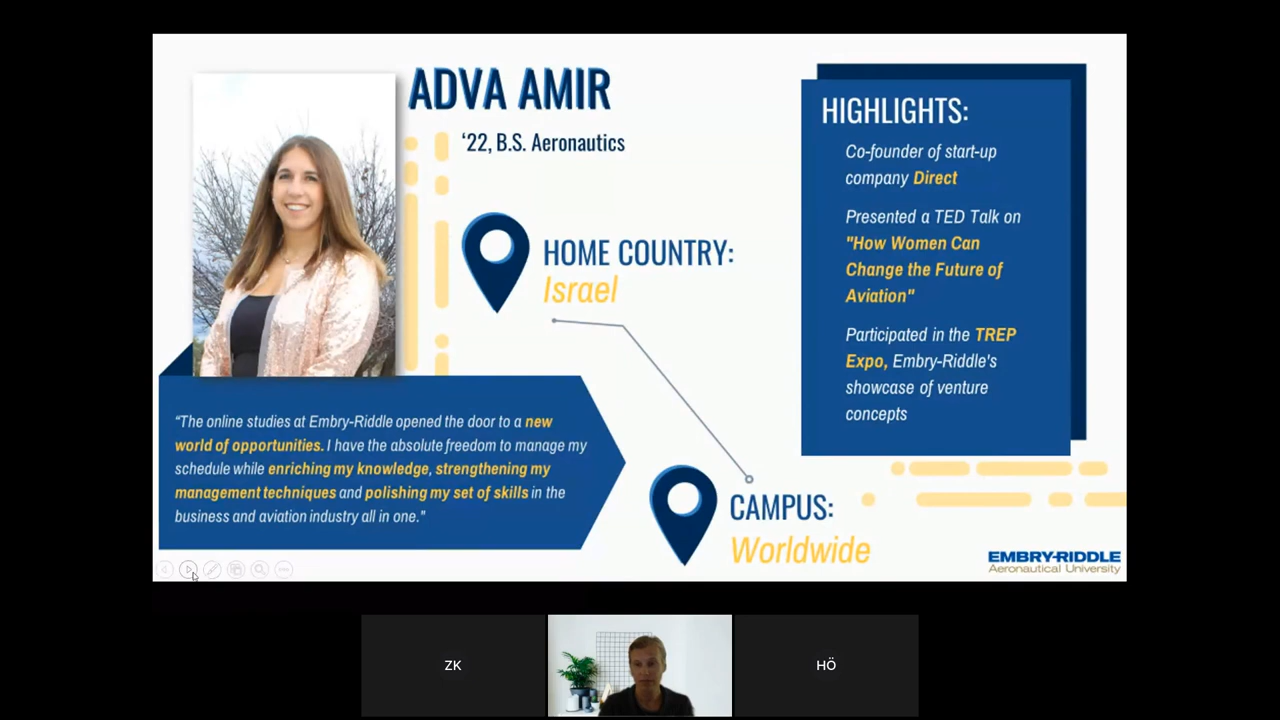 ADVA AMIR
‘22, B.S. Aeronautics
HOME COUNTRY:
Israel
“The online studies at Embry-Riddle opened the door to a new
world of opportunities. I have the absolute freedom to manage my
schedule while enriching my knowledge, strengthening my
management techniques and polishing my set of skills in the
business and aviation industry all in one."
CAMPUS:
Worldwide
HIGHLIGHTS:
Co-founder of start-up
company Direct
Presented a TED Talk on
"How Women Can
Change the Future of
Aviation"
Participated in the TREP
Expo, Embry-Riddle's
showcase of venture
concepts
EMBRY-RIDDLE
Aeronautical University
ZK
HÖ